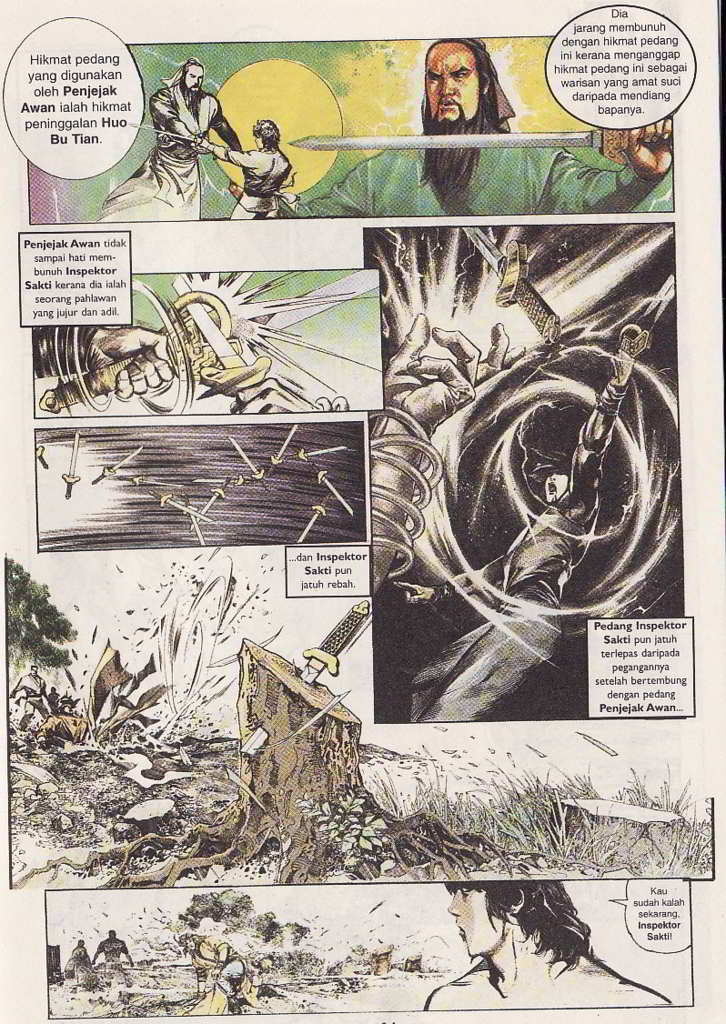 Hikmat pedang
yang digunakan
oleh Penjejak
Awan ialah hikmat
peninggalan Huo
Bu Tian.
Dia
jarang membunuh
dengan hikmat pedang
ini kerana menganggap
hikmat pedang ini sebagai
warisan yang amat suci
daripada mendiang
bapanya.
Penjejak Awan tidak
sampai hati mem-
bunuh Inspektor
Sakti kerana dia ialah
seorang pahlawan
yang jujur dan adil.
Pedang Inspektor
Sakti pun jatuh
terlepas daripada
pegangannya
setelah bertembung
dengan pedang
Penjejak Awan...
...dan Inspektor
Sakti pun
jatuh rebah.
Kau
sudah kalah
sekarang,
Inspektor
Sakti!